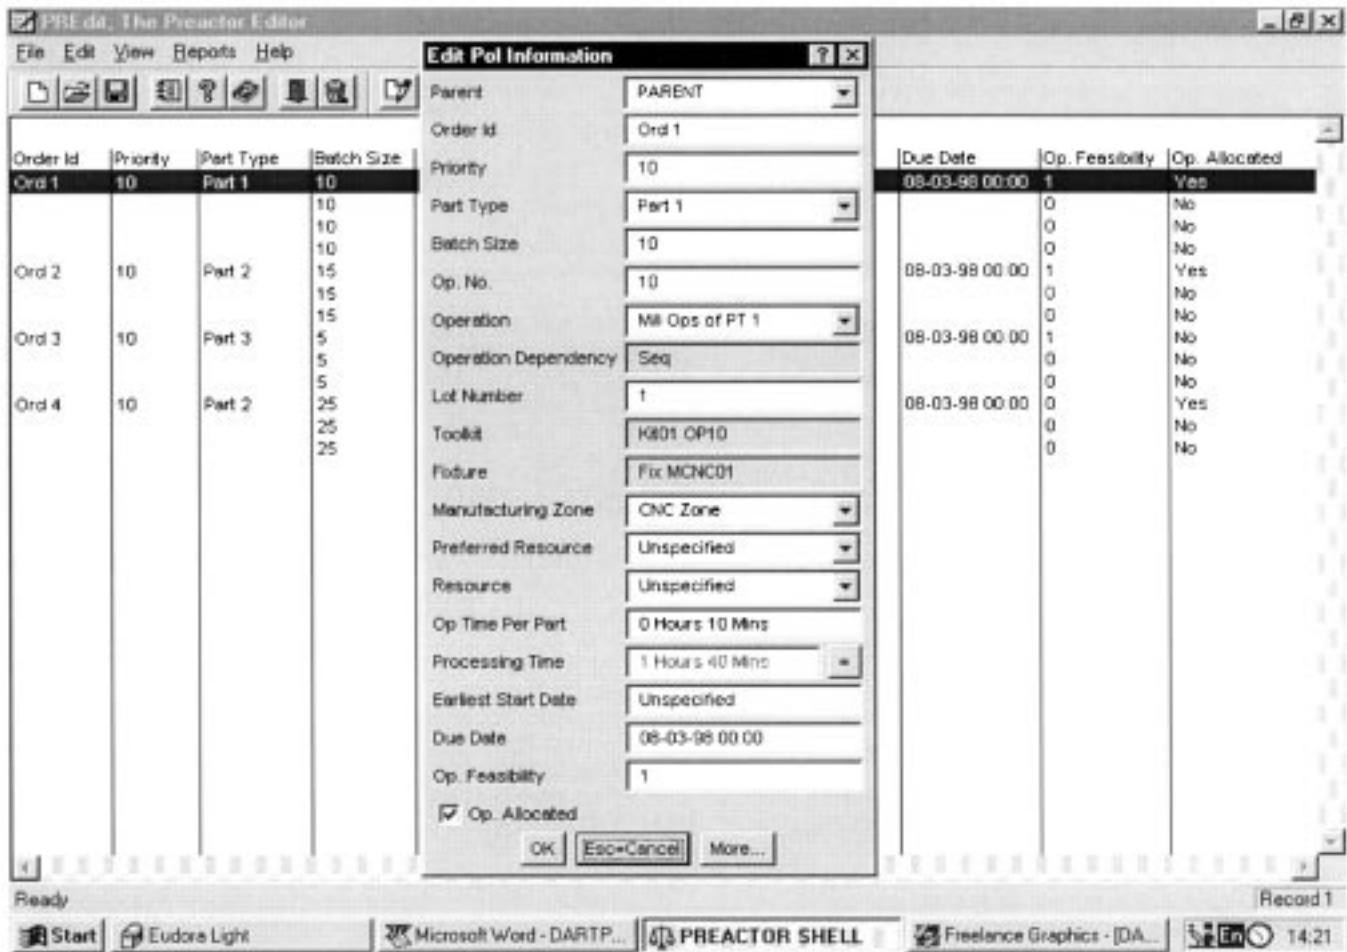 PREdit, The Preactor Editor
File Edit View Reports Help
Edit Pol Information
Parent PARENT
Order Id Ord 1
Priority 10
Part Type Part 1
Batch Size 10
Op. No. 10
Operation Mill Ops of PT 1
Operation Dependency Seq
Lot Number 1
Toolkit Kit01 OP10
Fixture Fix MCNC01
Manufacturing Zone CNC Zone
Preferred Resource Unspecified
Resource Unspecified
Op Time Per Part 0 Hours 10 Mins
Processing Time 1 Hours 40 Mins =
Earliest Start Date Unspecified
Due Date 08-03-98 00:00
Op. Feasibility 1
Op. Allocated
OK Esc=Cancel More...
Order Id Priority Part Type Batch Size Due Date Op. Feasibility Op. Allocated
Ord 1 10 Part 1 10 08-03-98 00:00 1 Yes
10 0 No
10 0 No
10 0 No
Ord 2 10 Part 2 15 08-03-98 00:00 1 Yes
15 0 No
15 0 No
Ord 3 10 Part 3 5 08-03-98 00:00 1 No
5 0 No
5 0 No
Ord 4 10 Part 2 25 08-03-98 00:00 0 Yes
25 0 No
25 0 No
Ready Record 1
Start Eudora Light Microsoft Word - DARTP... PREACTOR SHELL Freelance Graphics - [DA... En 14:21